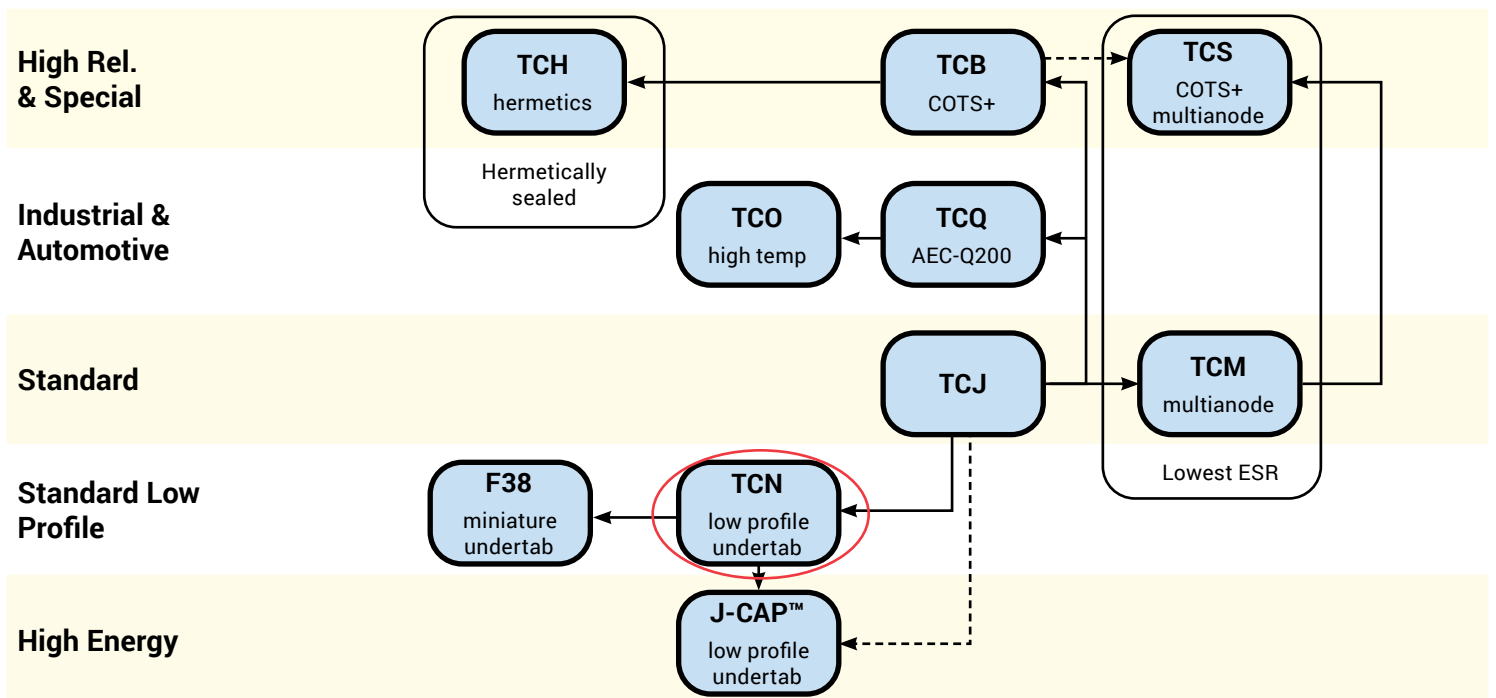 High Rel.
& Special
TCH
hermetics
Hermetically
sealed
TCB
COTS+
TCS
COTS+
multianode
Industrial &
Automotive
TCO
high temp
TCQ
AEC-Q200
Standard
TCJ
TCM
multianode
Lowest ESR
Standard Low
Profile
F38
miniature
undertab
TCN
low profile
undertab
High Energy
J-CAP™
low profile
undertab